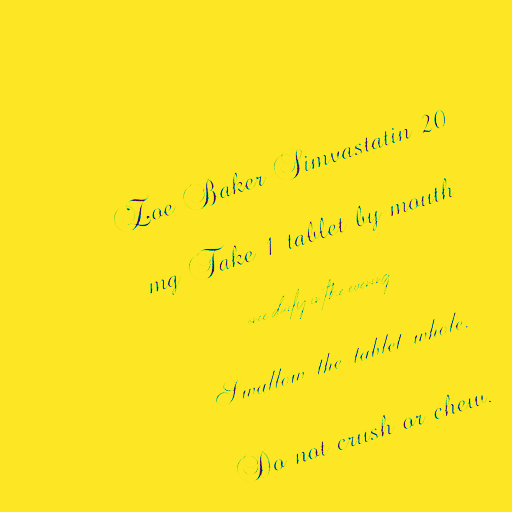 Zoe Baker Simvastatin 20
mg Take 1 tablet by mouth
evening
Swallow the tablet whole.
Do not crush or chew.